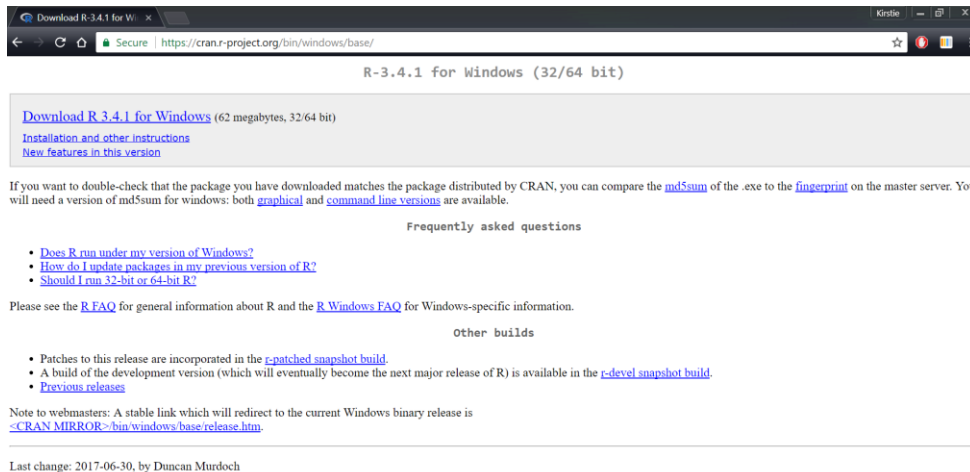 Download R-3.4.1 for Wi
Kirstie
Secure
https://cran.r-project.org/bin/windows/base/
R-3.4.1 for Windows (32/64 bit)
Download R 3.4.1 for Windows (62 megabytes, 32/64 bit)
Installation and other instructions
New features in this version
If you want to double-check that the package you have downloaded matches the package distributed by CRAN, you can compare the md5sum of the .exe to the fingerprint on the master server. Yo
will need a version of md5sum for windows: both graphical and command line versions are available.
Frequently asked questions
• Does R run under my version of Windows?
• How do I update packages in my previous version of R?
• Should I run 32-bit or 64-bit R?
Please see the R FAQ for general information about R and the R Windows FAQ for Windows-specific information.
Other builds
• Patches to this release are incorporated in the r-patched snapshot build.
• A build of the development version (which will eventually become the next major release of R) is available in the r-devel snapshot build.
• Previous releases
Note to webmasters: A stable link which will redirect to the current Windows binary release is
<CRAN MIRROR>/bin/windows/base/release.htm.
Last change: 2017-06-30, by Duncan Murdoch